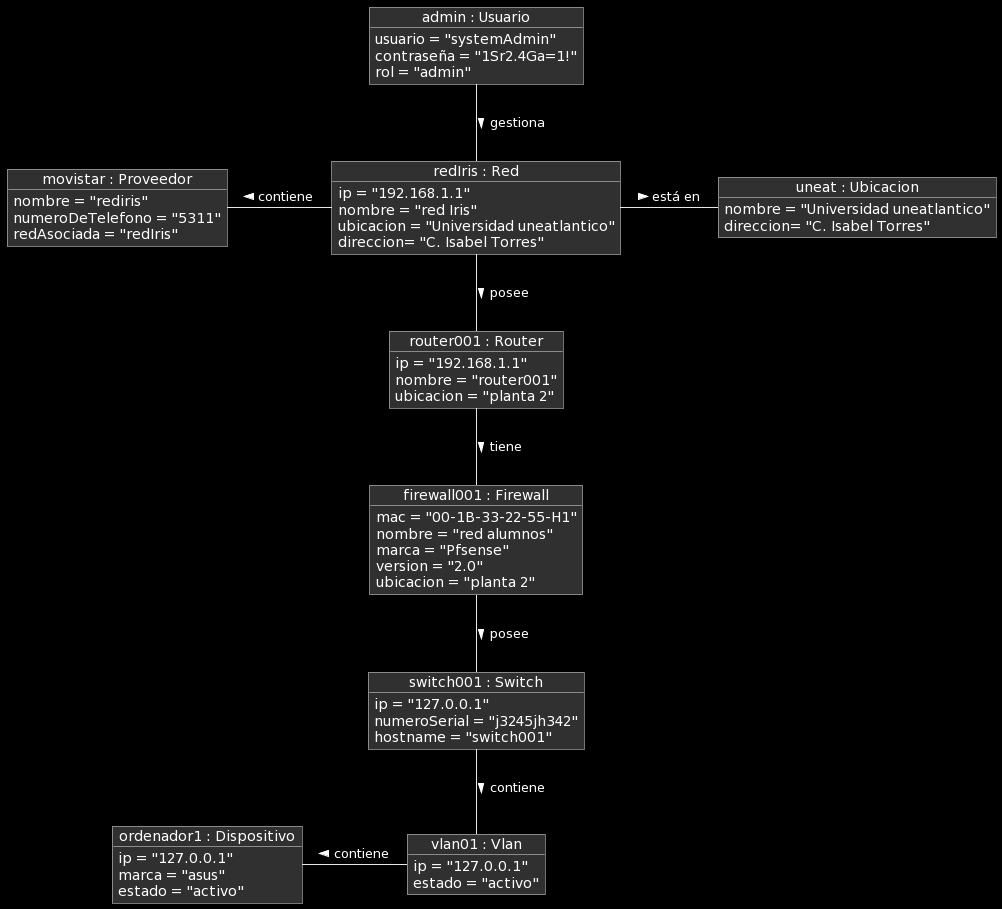 admin : Usuario
usuario = "systemAdmin"
contraseña = "1Sr2.4Ga=1!"
rol = "admin"
gestiona
movistar : Proveedor
nombre = "rediris"
numeroDeTelefono = "5311"
redAsociada = "redIris"
contiene
redIris : Red
ip = "192.168.1.1"
nombre = "red Iris"
ubicacion = "Universidad uneatlantico"
direccion= "C. Isabel Torres"
está en
uneat : Ubicacion
nombre = "Universidad uneatlantico"
direccion= "C. Isabel Torres"
posee
router001 : Router
ip = "192.168.1.1"
nombre = "router001"
ubicacion = "planta 2"
tiene
firewall001 : Firewall
mac = "00-1B-33-22-55-H1"
nombre = "red alumnos"
marca = "Pfsense"
version = "2.0"
ubicacion = "planta 2"
posee
switch001 : Switch
ip = "127.0.0.1"
numeroSerial = "j3245jh342"
hostname = "switch001"
contiene
ordenador1 : Dispositivo
ip = "127.0.0.1"
marca = "asus"
estado = "activo"
contiene
vlan01 : Vlan
ip = "127.0.0.1"
estado = "activo"